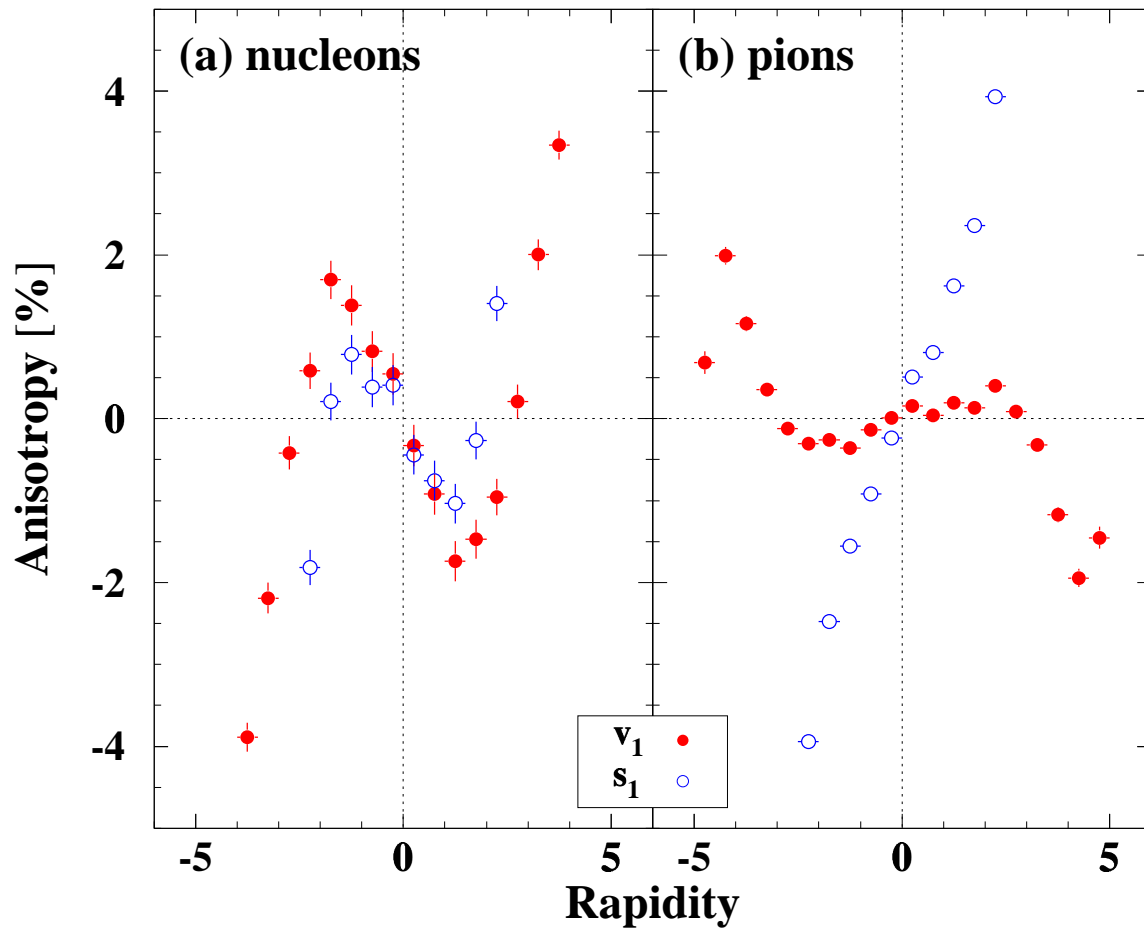 (a) nucleons
(b) pions
4
2
0
-2
-4
Anisotropy [%]
v1
s1
-5 0 5
-5 0 5
Rapidity